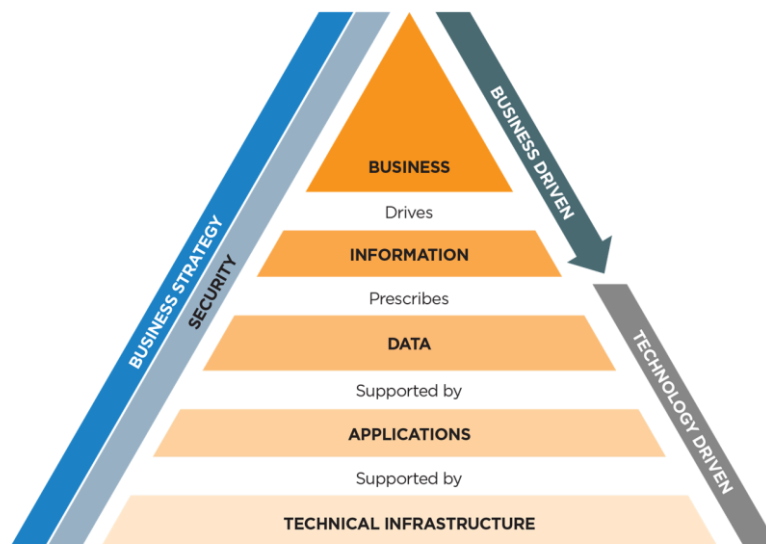 BUSINESS
Drives
INFORMATION
Prescribes
DATA
Supported by
APPLICATIONS
Supported by
TECHNICAL INFRASTRUCTURE
BUSINESS STRATEGY
SECURITY
BUSINESS DRIVEN
TECHNOLOGY DRIVEN